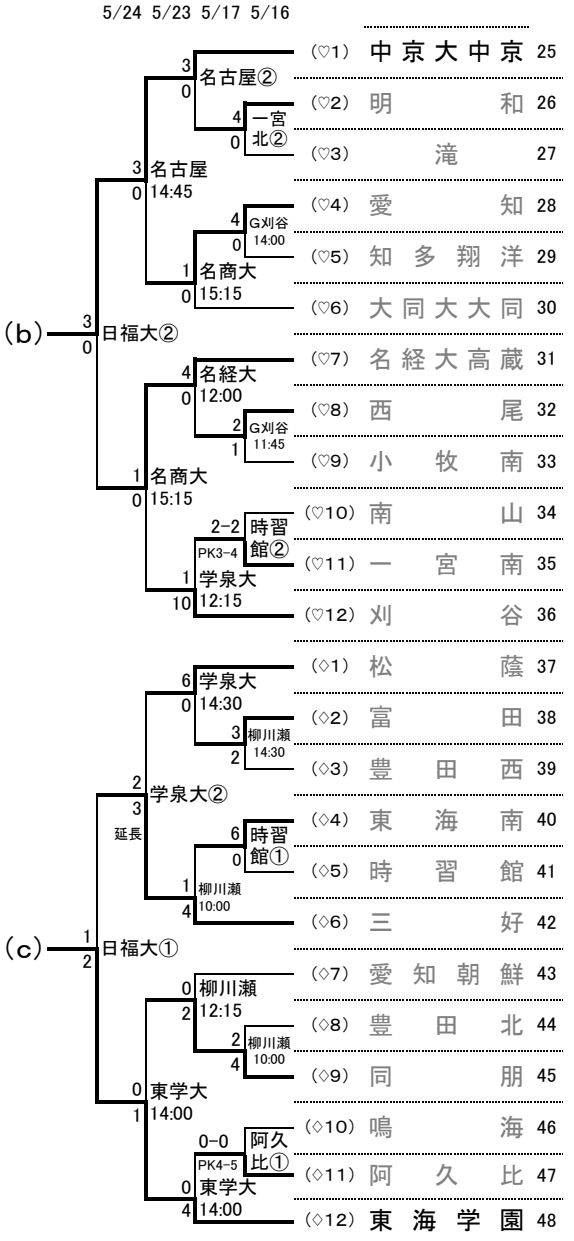 5/24 5/23 5/17 5/16
(♡1) 中京大中京 25
3
名古屋②
0
(♡2) 明和 26
4
一宮
北②
0
(♡3) 滝 27
3
名古屋
0
14:45
(♡4) 愛知 28
4
G刈谷
0
14:00
(♡5) 知多翔洋 29
1
名商大
0
15:15
(♡6) 大同大大同 30
(b)
3
日福大②
0
(♡7) 名経大高蔵 31
4
名経大
0
12:00
(♡8) 西尾 32
2
G刈谷
1
11:45
(♡9) 小牧南 33
1
名商大
0
15:15
(♡10) 南山 34
2-2
時習
PK3-4
館②
(♡11) 一宮南 35
1
学泉大
10
12:15
(♡12) 刈谷 36
(◇1) 松蔭 37
6
学泉大
0
14:30
(◇2) 富田 38
3
柳川瀬
2
14:30
(◇3) 豊田西 39
2
学泉大②
3
延長
(◇4) 東海南 40
6
時習
0
館①
(◇5) 時習館 41
1
柳川瀬
4
10:00
(◇6) 三好 42
(c)
1
日福大①
2
(◇7) 愛知朝鮮 43
0
柳川瀬
2
12:15
(◇8) 豊田北 44
2
柳川瀬
4
10:00
(◇9) 同朋 45
0
東学大
1
14:00
(◇10) 鳴海 46
0-0
阿久
PK4-5
比①
(◇11) 阿久比 47
0
東学大
4
14:00
(◇12) 東海学園 48